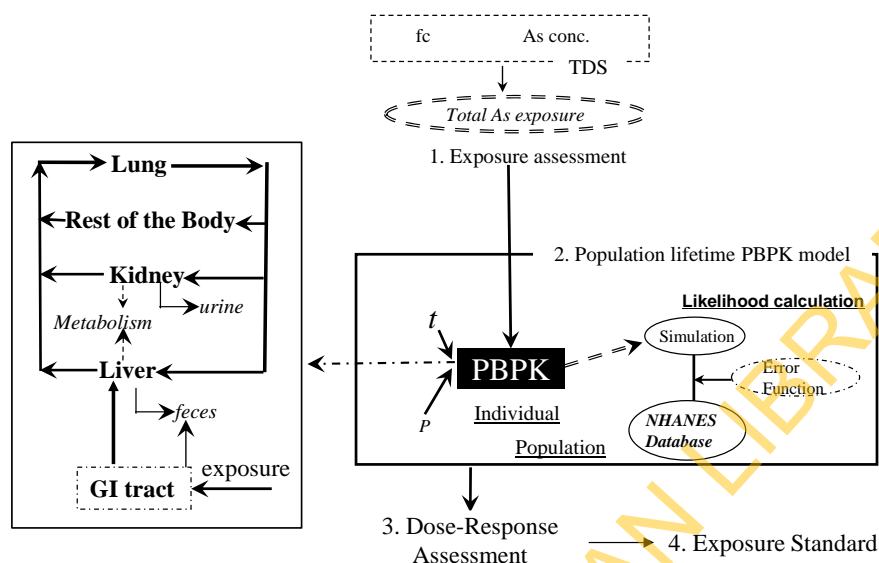 fc As conc.
TDS
Total As exposure
1. Exposure assessment
Lung
Rest of the Body
Kidney
urine
Metabolism
Liver
feces
exposure
GI tract
2. Population lifetime PBPK model
Likelihood calculation
Simulation
t
PBPK
Error
Function
P
Individual
NHANES
Database
Population
3. Dose-Response
Assessment
4. Exposure Standard
AN LIBRA